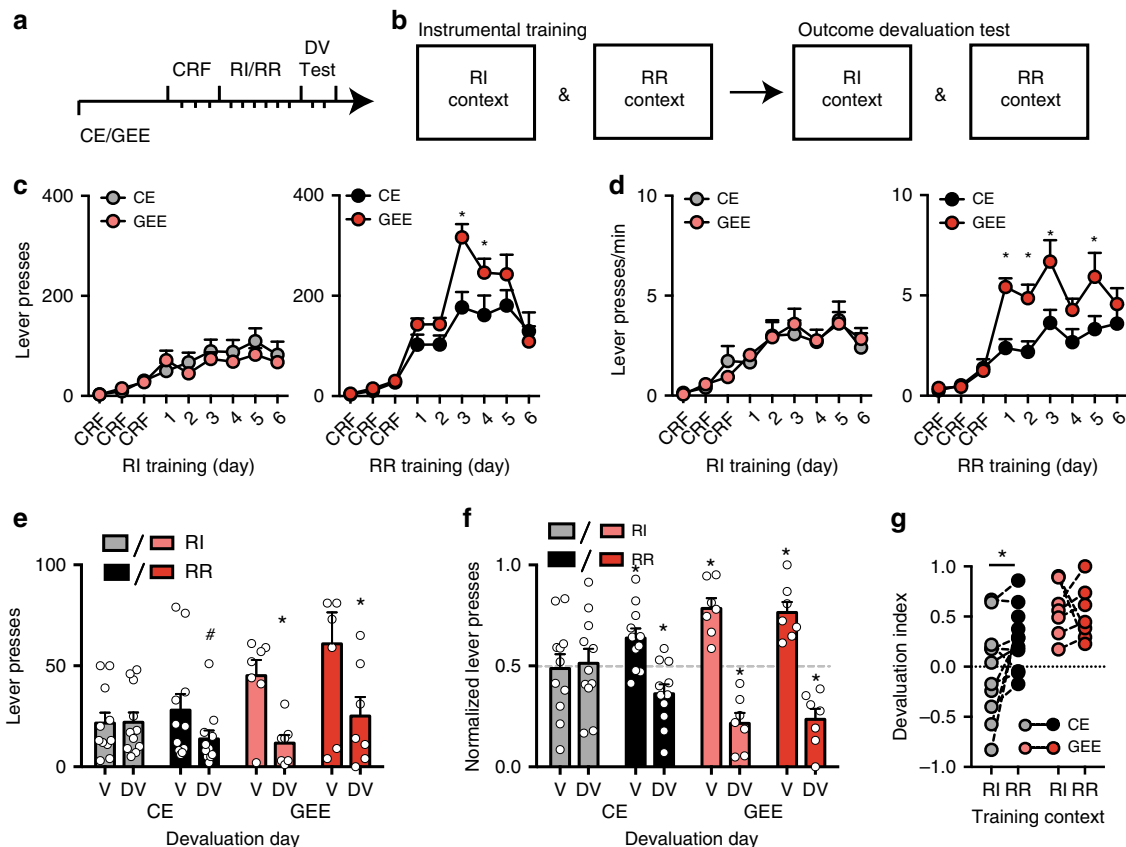 a
DV
CRF RI/RR Test
CE/GEE
b
Instrumental training Outcome devaluation test
RI context & RR context RI context & RR context
c
400
200
0
Lever presses
CE
GEE
CRF CRF CRF 1 2 3 4 5 6
RI training (day)
400
200
0
CE
GEE
* *
CRF CRF CRF 1 2 3 4 5 6
RR training (day)
d
10
5
0
Lever presses/min
CE
GEE
CRF CRF CRF 1 2 3 4 5 6
RI training (day)
10
5
0
CE
GEE
* * * *
CRF CRF CRF 1 2 3 4 5 6
RR training (day)
e
/ RI
/ RR
100
50
0
Lever presses
# * *
V DV V DV V DV V DV
CE GEE
Devaluation day
f
/ RI
/ RR
1.0
0.5
0.0
Normalized lever presses
* * * * * *
V DV V DV V DV V DV
CE GEE
Devaluation day
g
*
1.0
0.5
0.0
−0.5
−1.0
Devaluation index
CE
GEE
RI RR RI RR
Training context